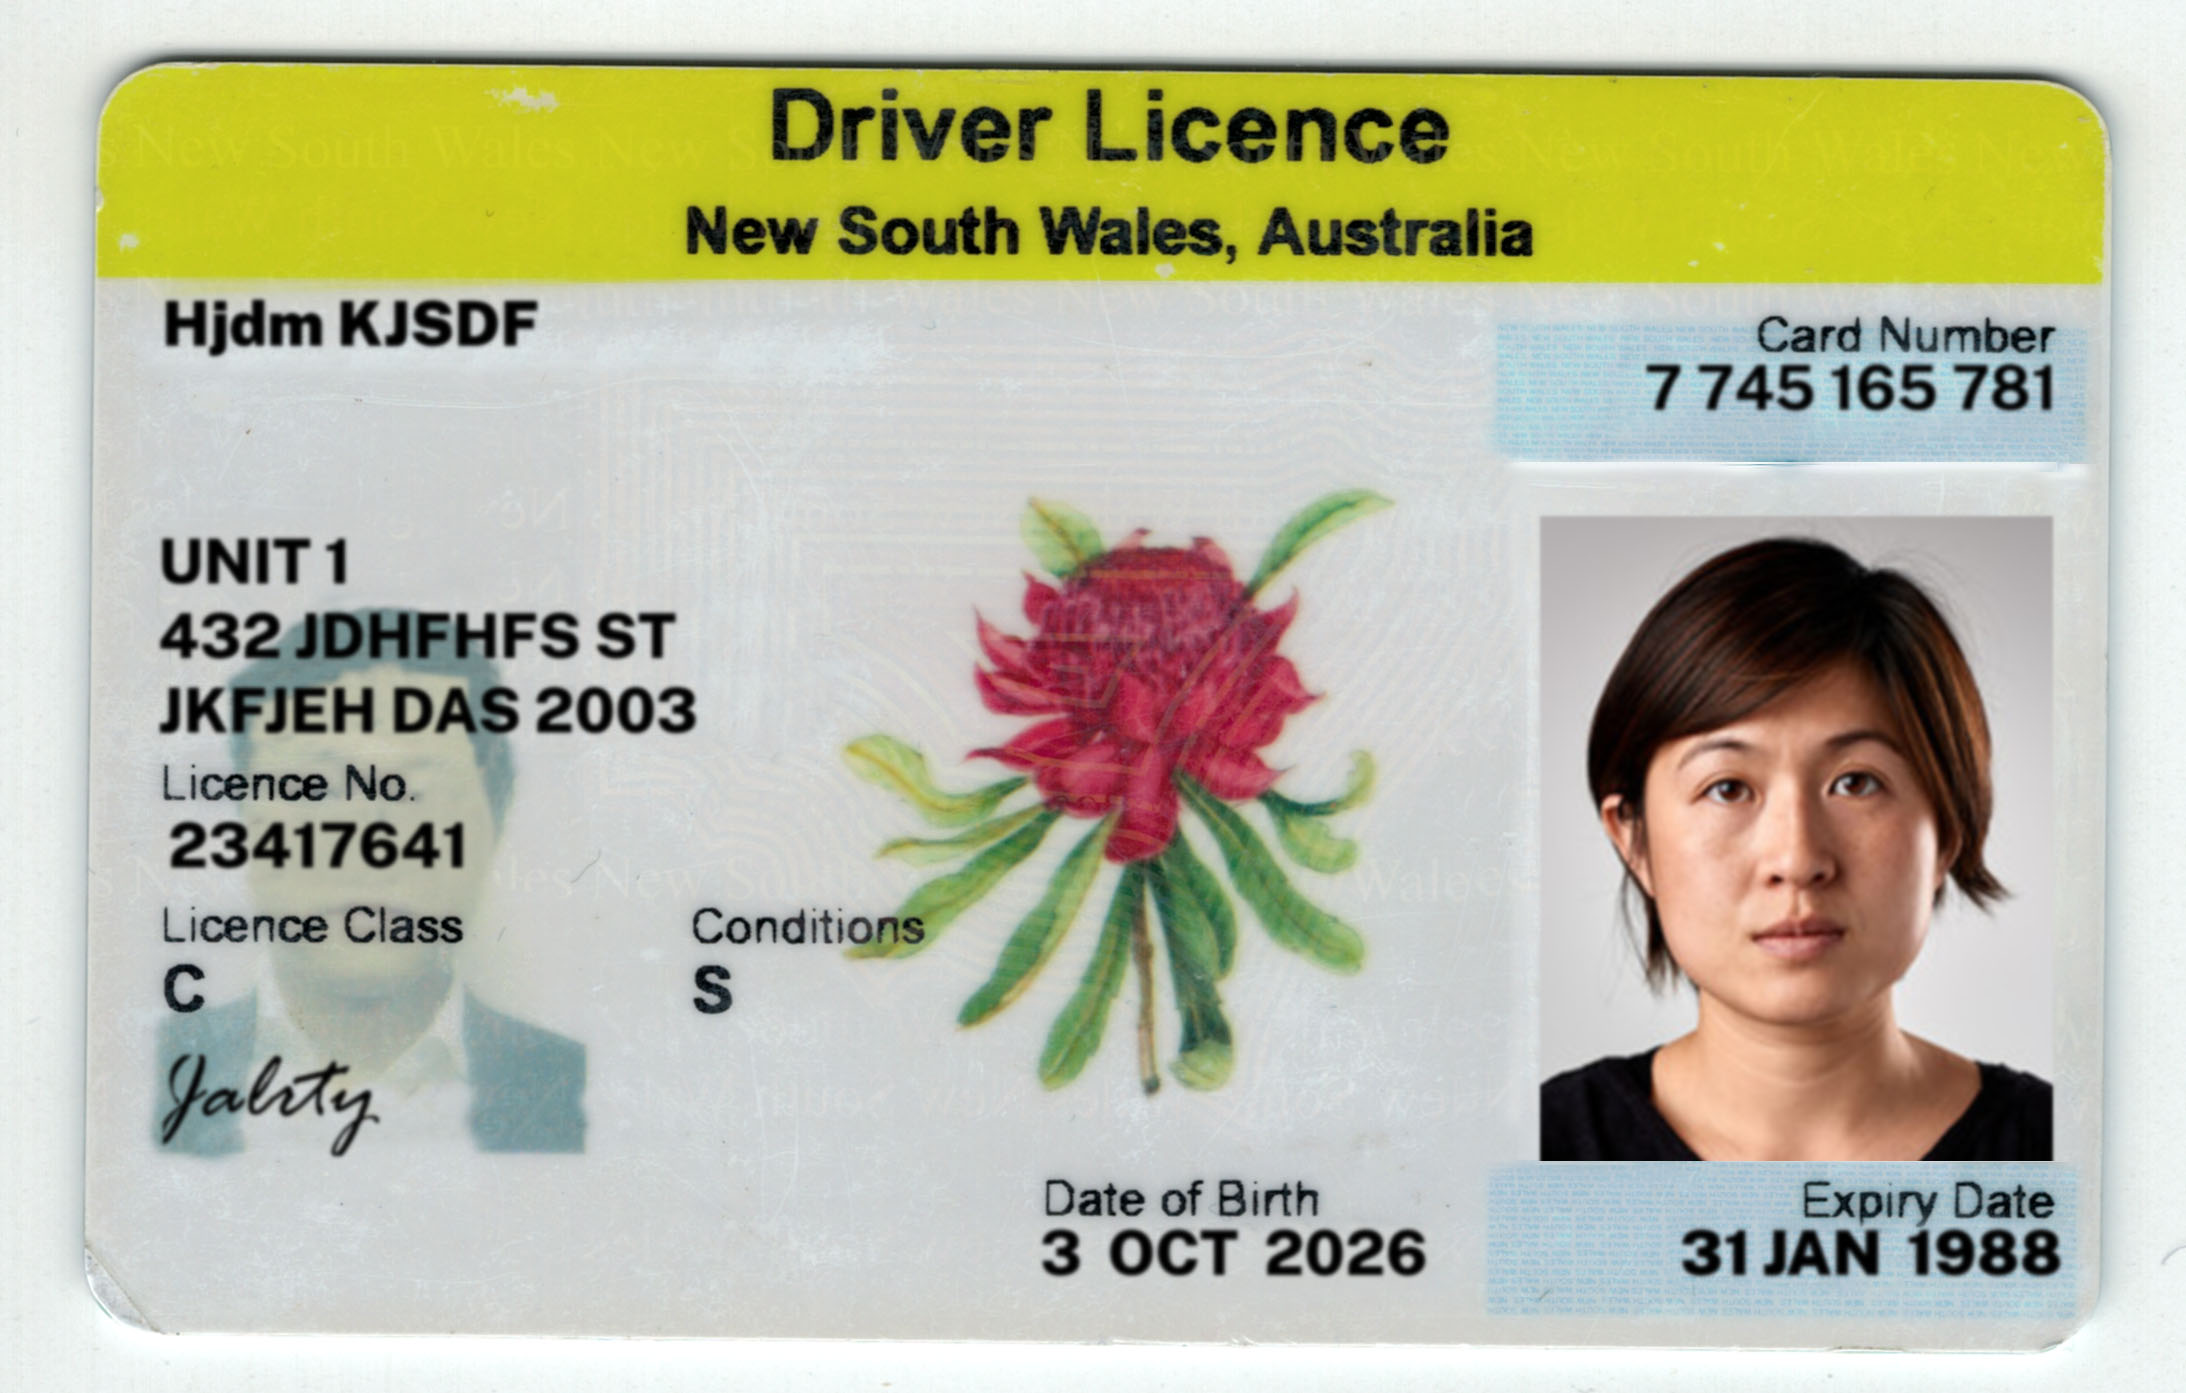 Driver Licence
New South Wales, Australia
Hjdm KJSDF
Card Number
7 745 165 781
UNIT 1
432 JDHFHFS ST
JKFJEH DAS 2003
Licence No.
23417641
Licence Class
Conditions
C
S
Jalrty
Date of Birth
3 OCT 2026
Expiry Date
31 JAN 1988